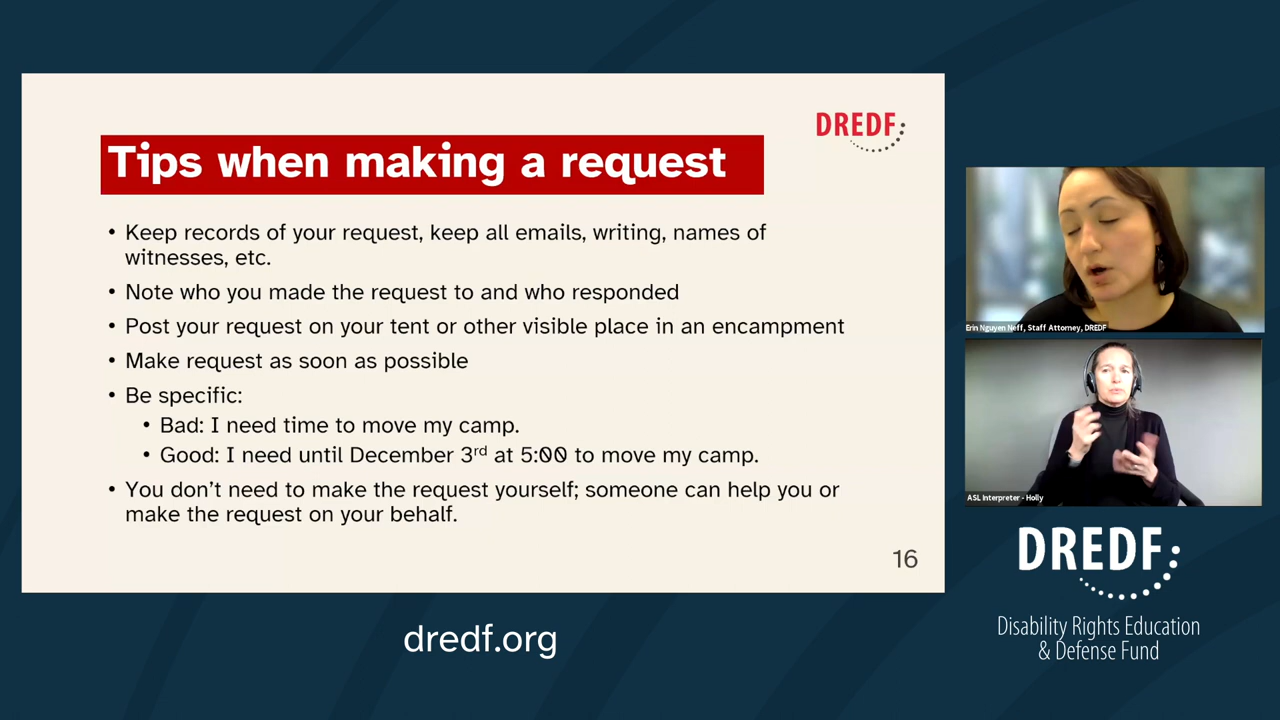 DREDF
Tips when making a request
• Keep records of your request, keep all emails, writing, names of
witnesses, etc.
• Note who you made the request to and who responded
• Post your request on your tent or other visible place in an encampment
• Make request as soon as possible
• Be specific:
• Bad: I need time to move my camp.
• Good: I need until December 3rd at 5:00 to move my camp.
• You don’t need to make the request yourself; someone can help you or
make the request on your behalf.
16
Erin Nguyen Neff, Staff Attorney, DREDF
ASL Interpreter - Holly
DREDF
Disability Rights Education
& Defense Fund
dredf.org